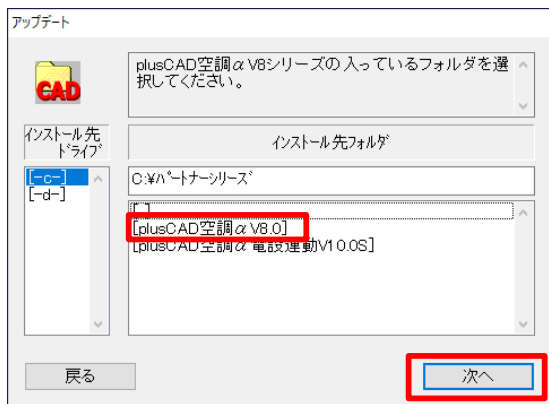 アップデート
CAD
plusCAD空調αV8シリーズの入っているフォルダを選
択してください。
インストール先
ドライブ
インストール先フォルダ
[-c-]
[-d-]
C:¥パートナーシリーズ
[..]
[plusCAD空調αV8.0]
[plusCAD空調α電設連動V10.0S]
戻る
次へ